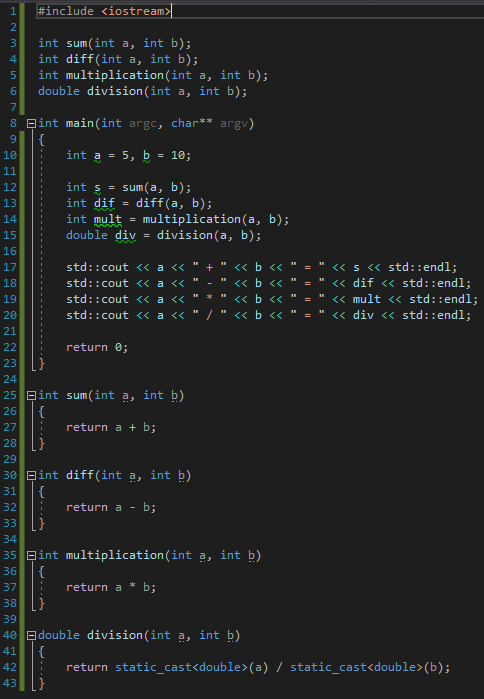 1 #include <iostream>
2
3 int sum(int a, int b);
4 int diff(int a, int b);
5 int multiplication(int a, int b);
6 double division(int a, int b);
7
8 int main(int argc, char** argv)
9 {
10     int a = 5, b = 10;
11
12     int s = sum(a, b);
13     int dif = diff(a, b);
14     int mult = multiplication(a, b);
15     double div = division(a, b);
16
17     std::cout << a << " + " << b << " = " << s << std::endl;
18     std::cout << a << " - " << b << " = " << dif << std::endl;
19     std::cout << a << " * " << b << " = " << mult << std::endl;
20     std::cout << a << " / " << b << " = " << div << std::endl;
21
22     return 0;
23 }
24
25 int sum(int a, int b)
26 {
27     return a + b;
28 }
29
30 int diff(int a, int b)
31 {
32     return a - b;
33 }
34
35 int multiplication(int a, int b)
36 {
37     return a * b;
38 }
39
40 double division(int a, int b)
41 {
42     return static_cast<double>(a) / static_cast<double>(b);
43 }